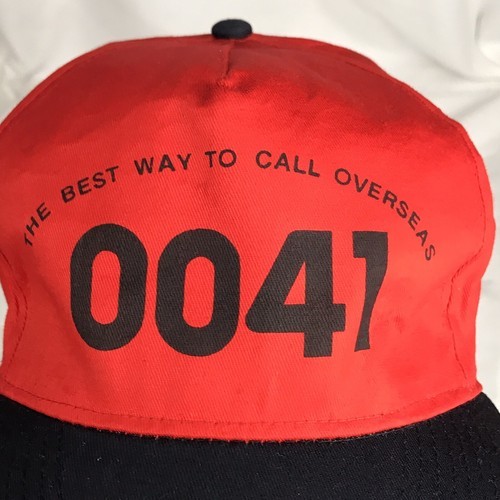 THE BEST WAY TO CALL OVERSEAS
0041